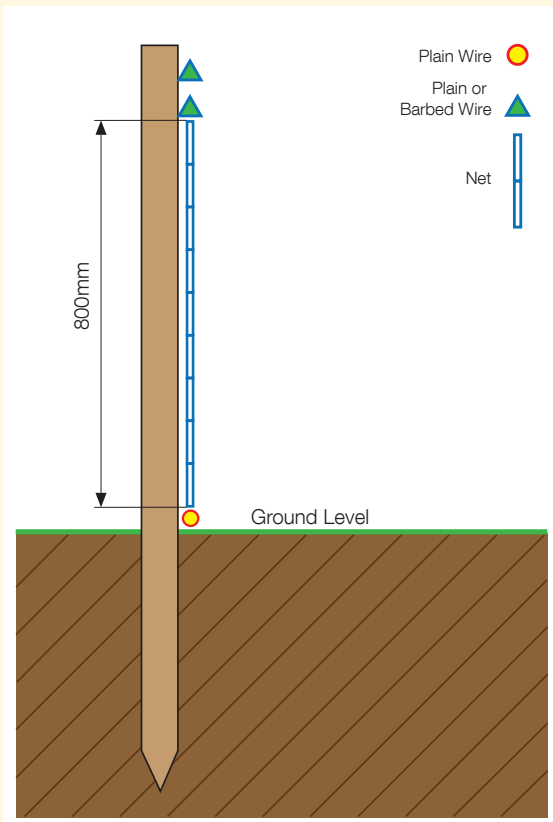 Plain Wire
Plain or
Barbed Wire
Net
800mm
Ground Level